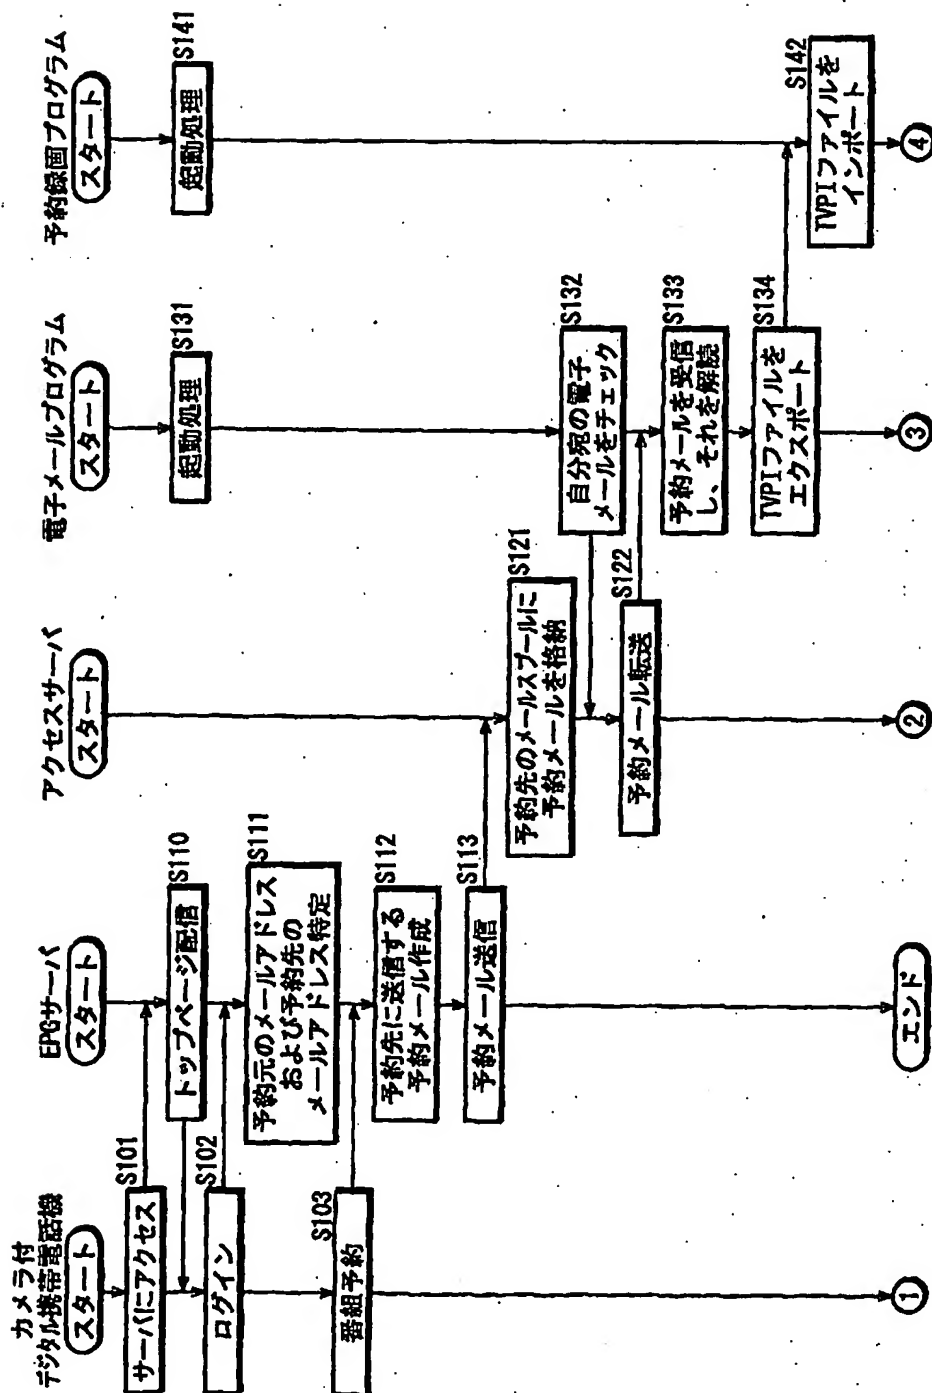 カメラ付
デジタル携帯電話機
スタート
サーバにアクセス
S101
ログイン
S102
番組予約
S103
①
EPGサーバ
スタート
トップページ配信
S110
予約元のメールアドレス
および予約先の
メールアドレス特定
S111
予約先に送信する
予約メール作成
S112
予約メール送信
S113
エンド
アクセスサーバ
スタート
予約先のメールスプールに
予約メールを格納
S121
予約メール転送
S122
②
電子メールプログラム
スタート
起動処理
S131
自分宛の電子
メールをチェック
S132
予約メールを受信
し、それを解読
S133
TVPIファイルを
エクスポート
S134
③
予約録画プログラム
スタート
起動処理
S141
TVPIファイルを
インポート
S142
④